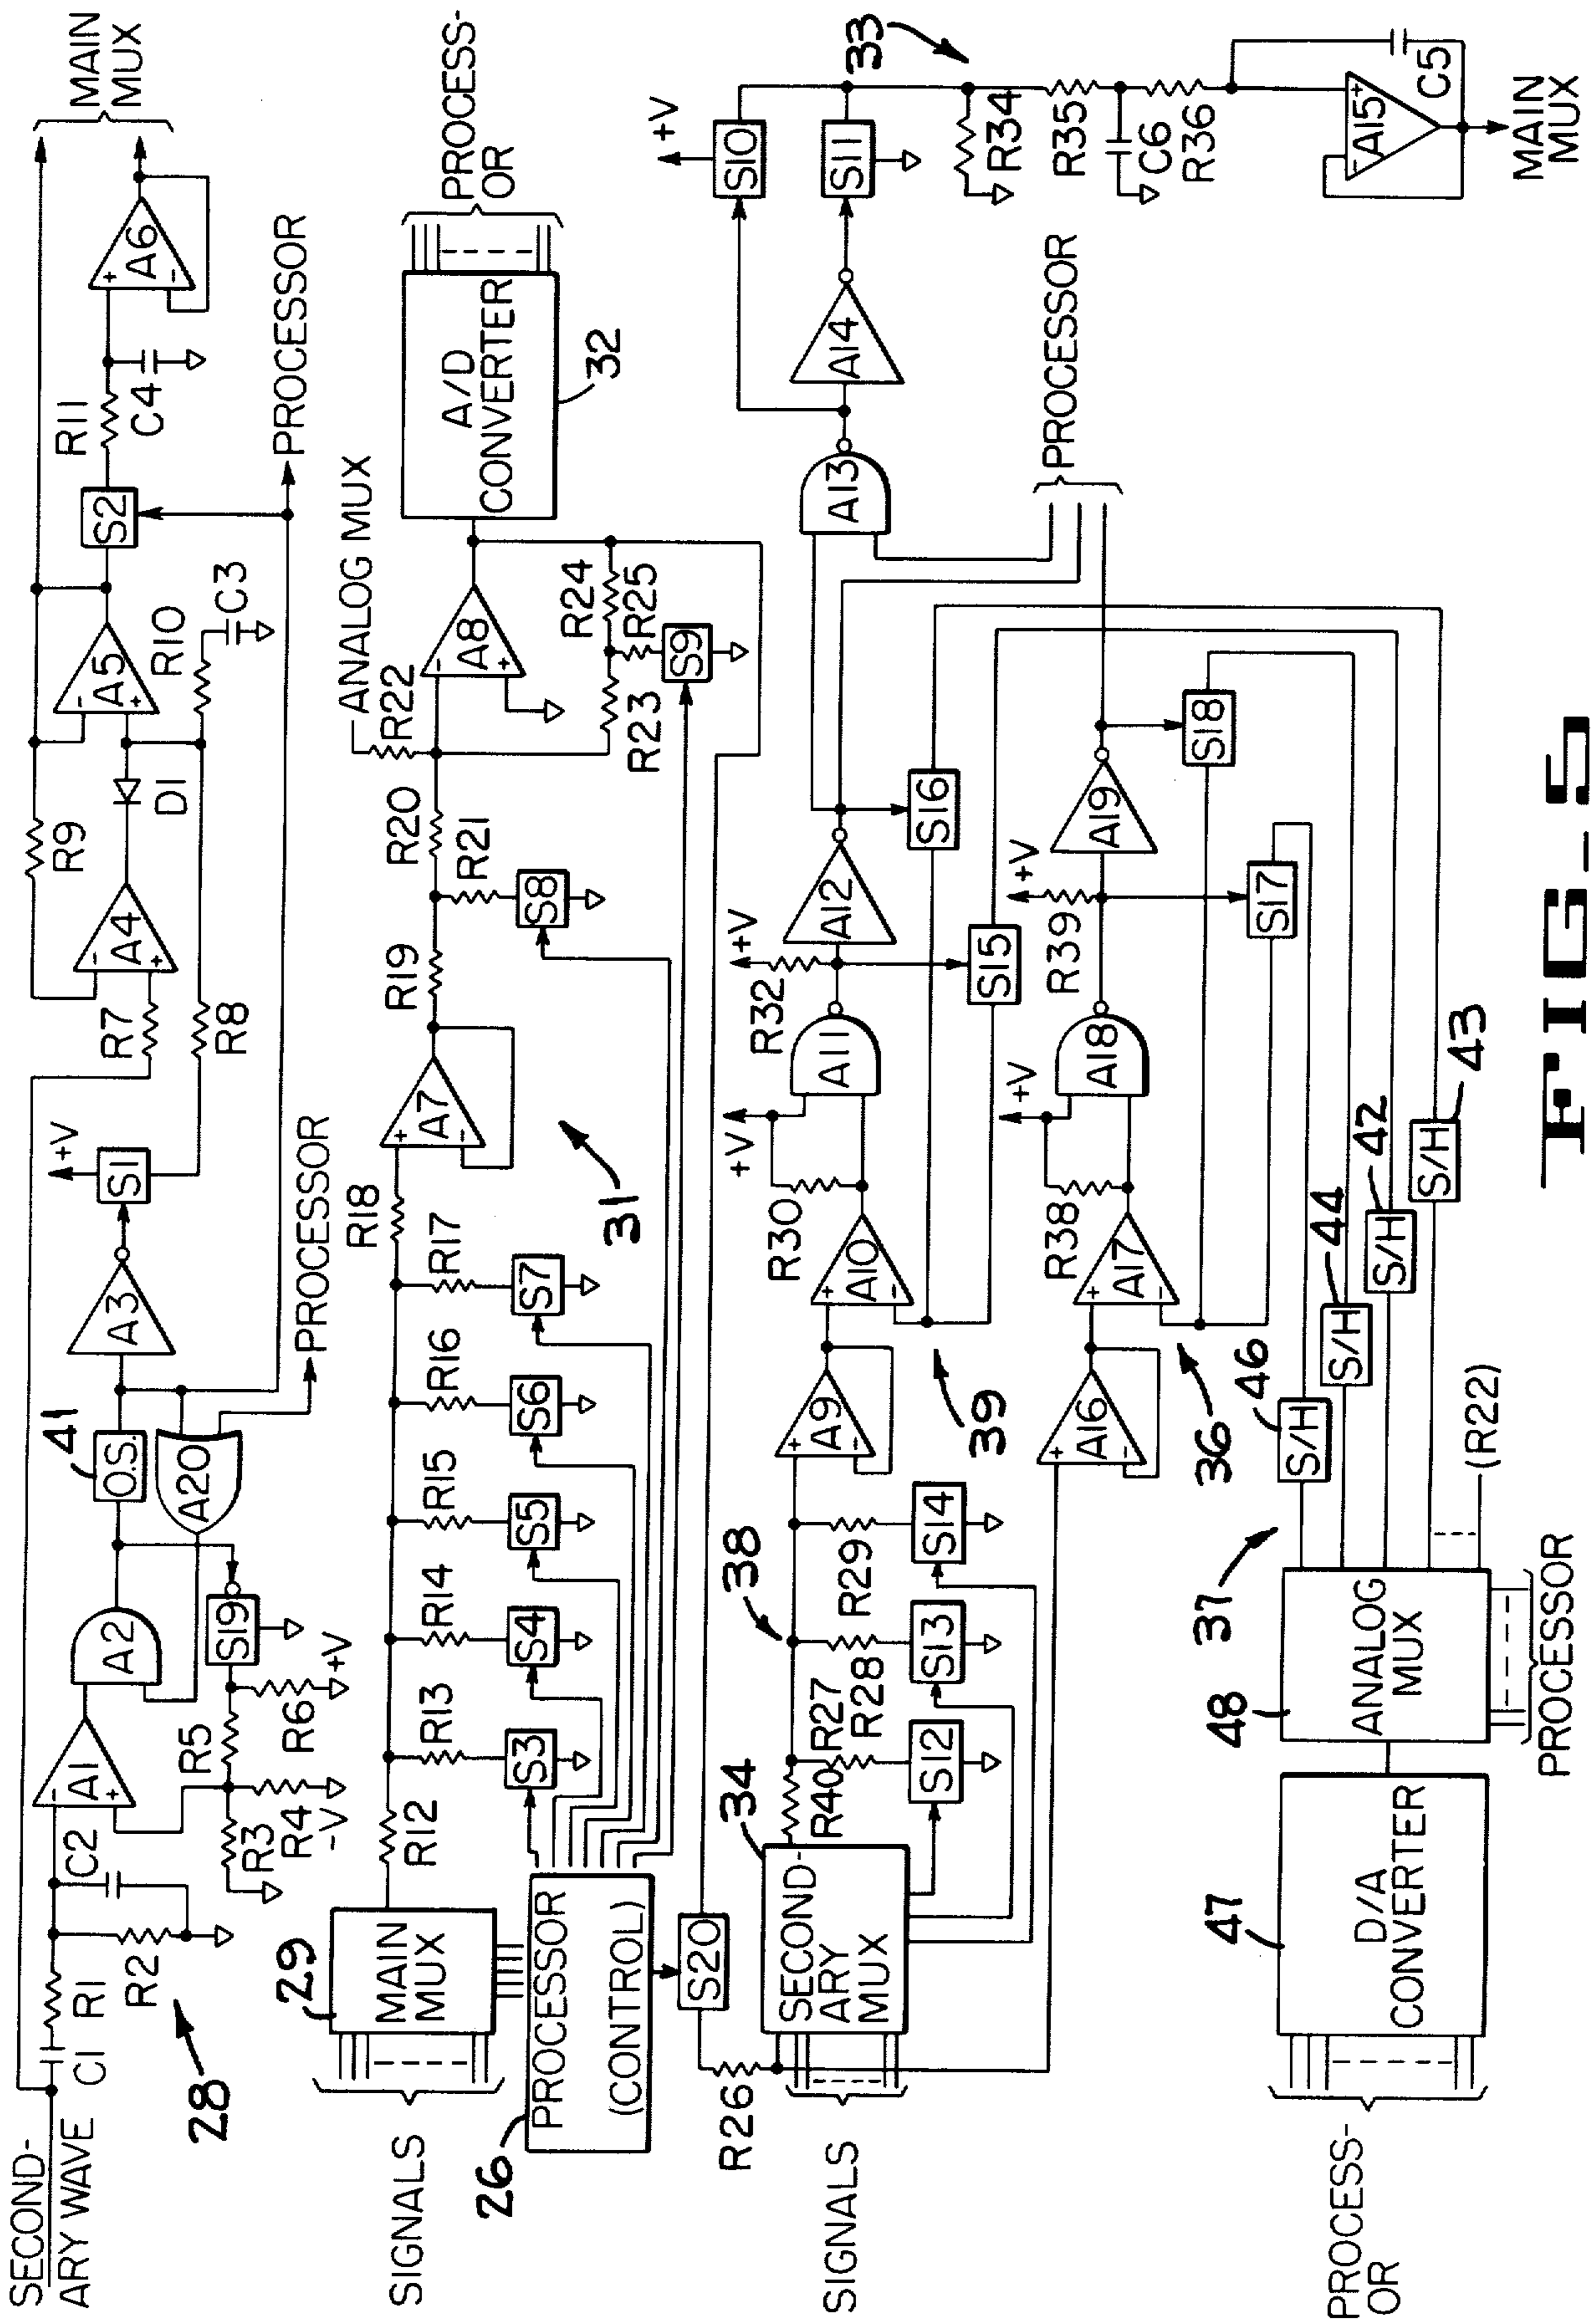 SECOND-
ARY WAVE
C1
R1
R2
C2
28
A1
-
+
R3
R4
-V
R5
R6
+V
A2
S19
O.S.
41
A20
A3
S1
+V
PROCESSOR
R7
R8
A4
-
+
R9
D1
A5
-
+
R10
C3
S2
R11
C4
A6
+
-
MAIN
MUX
PROCESSOR
SIGNALS
29
MAIN
MUX
26
PROCESSOR
(CONTROL)
R12
R13
S3
R14
S4
R15
S5
R16
S6
R17
S7
R18
A7
+
-
31
R19
R20
R21
S8
R22
ANALOG MUX
A8
-
+
R23
R24
R25
S9
A/D
CONVERTER
32
PROCESS-
OR
S20
R26
SIGNALS
34
SECOND-
ARY
MUX
R40
R27
R28
R29
S12
S13
S14
38
A9
+
-
39
A10
+
-
R30
+V
A11
R32
+V
A12
S15
S16
A13
A14
S10
+V
S11
33
R34
R35
C6
R36
A15
-
+
C5
MAIN
MUX
A16
+
-
36
A17
+
-
R38
+V
A18
R39
+V
A19
S17
S18
PROCESSOR
PROCESS-
OR
47
D/A
CONVERTER
48
ANALOG
MUX
37
PROCESSOR
(R22)
46
S/H
44
S/H
42
S/H
43
S/H
FIG_5